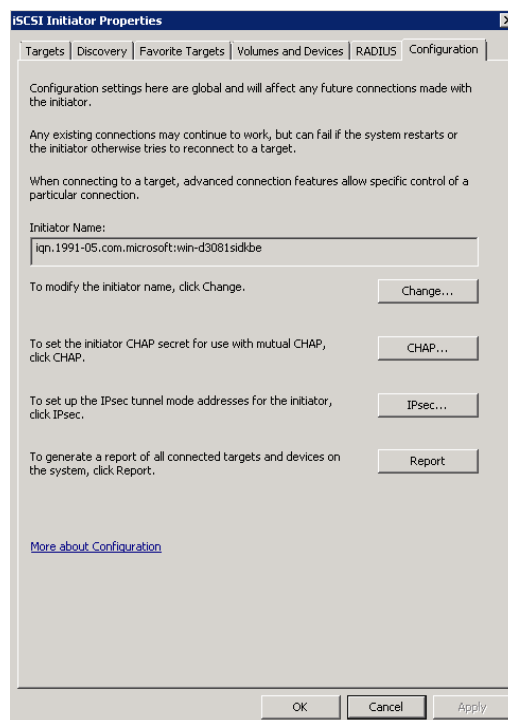 iSCSI Initiator Properties
Targets Discovery Favorite Targets Volumes and Devices RADIUS Configuration
Configuration settings here are global and will affect any future connections made with
the initiator.
Any existing connections may continue to work, but can fail if the system restarts or
the initiator otherwise tries to reconnect to a target.
When connecting to a target, advanced connection features allow specific control of a
particular connection.
Initiator Name:
iqn.1991-05.com.microsoft:win-d3081sidkbe
To modify the initiator name, click Change.
Change...
To set the initiator CHAP secret for use with mutual CHAP,
click CHAP.
CHAP...
To set up the IPsec tunnel mode addresses for the initiator,
click IPsec.
IPsec...
To generate a report of all connected targets and devices on
the system, click Report.
Report
More about Configuration
OK Cancel Apply